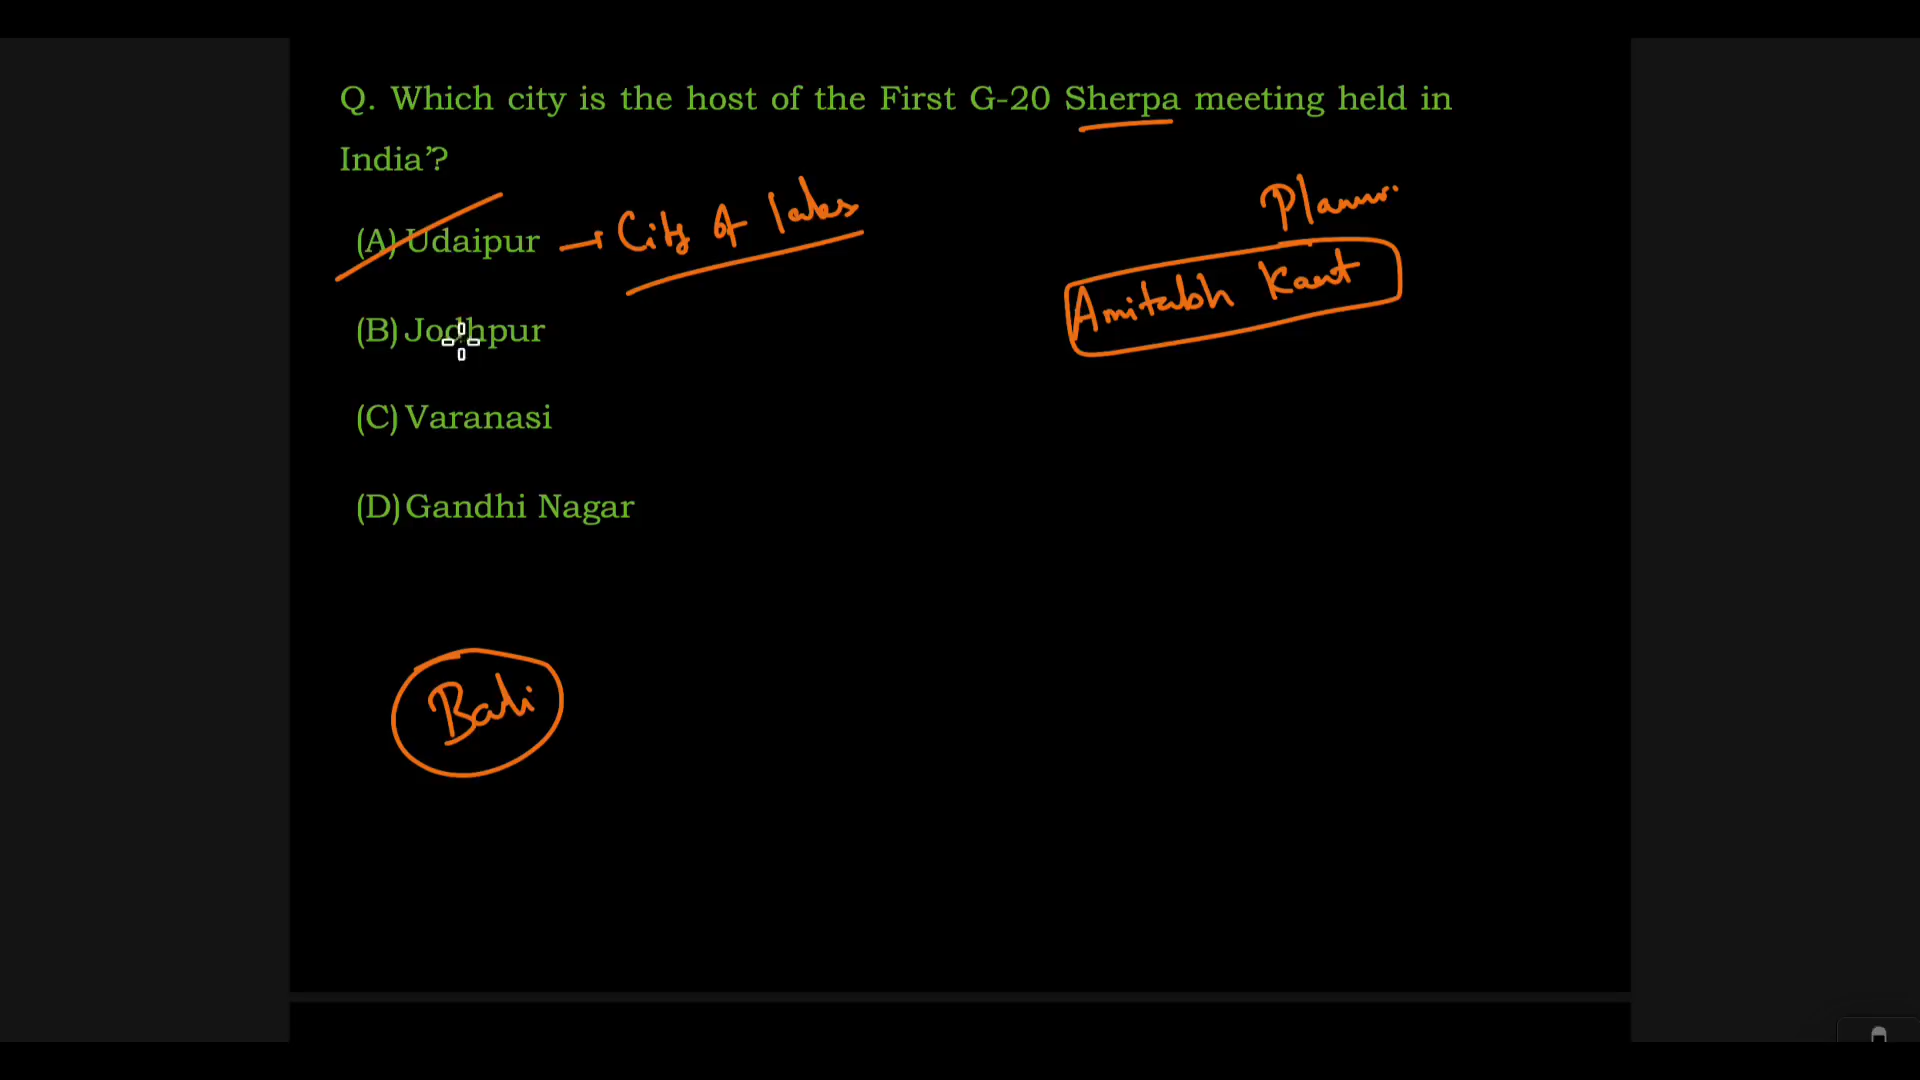 Q. Which city is the host of the First G-20 Sherpa meeting held in
India’?
(A) Udaipur → City of lakes
(B) Jodhpur
(C) Varanasi
(D) Gandhi Nagar
Amitabh Kant
Bali